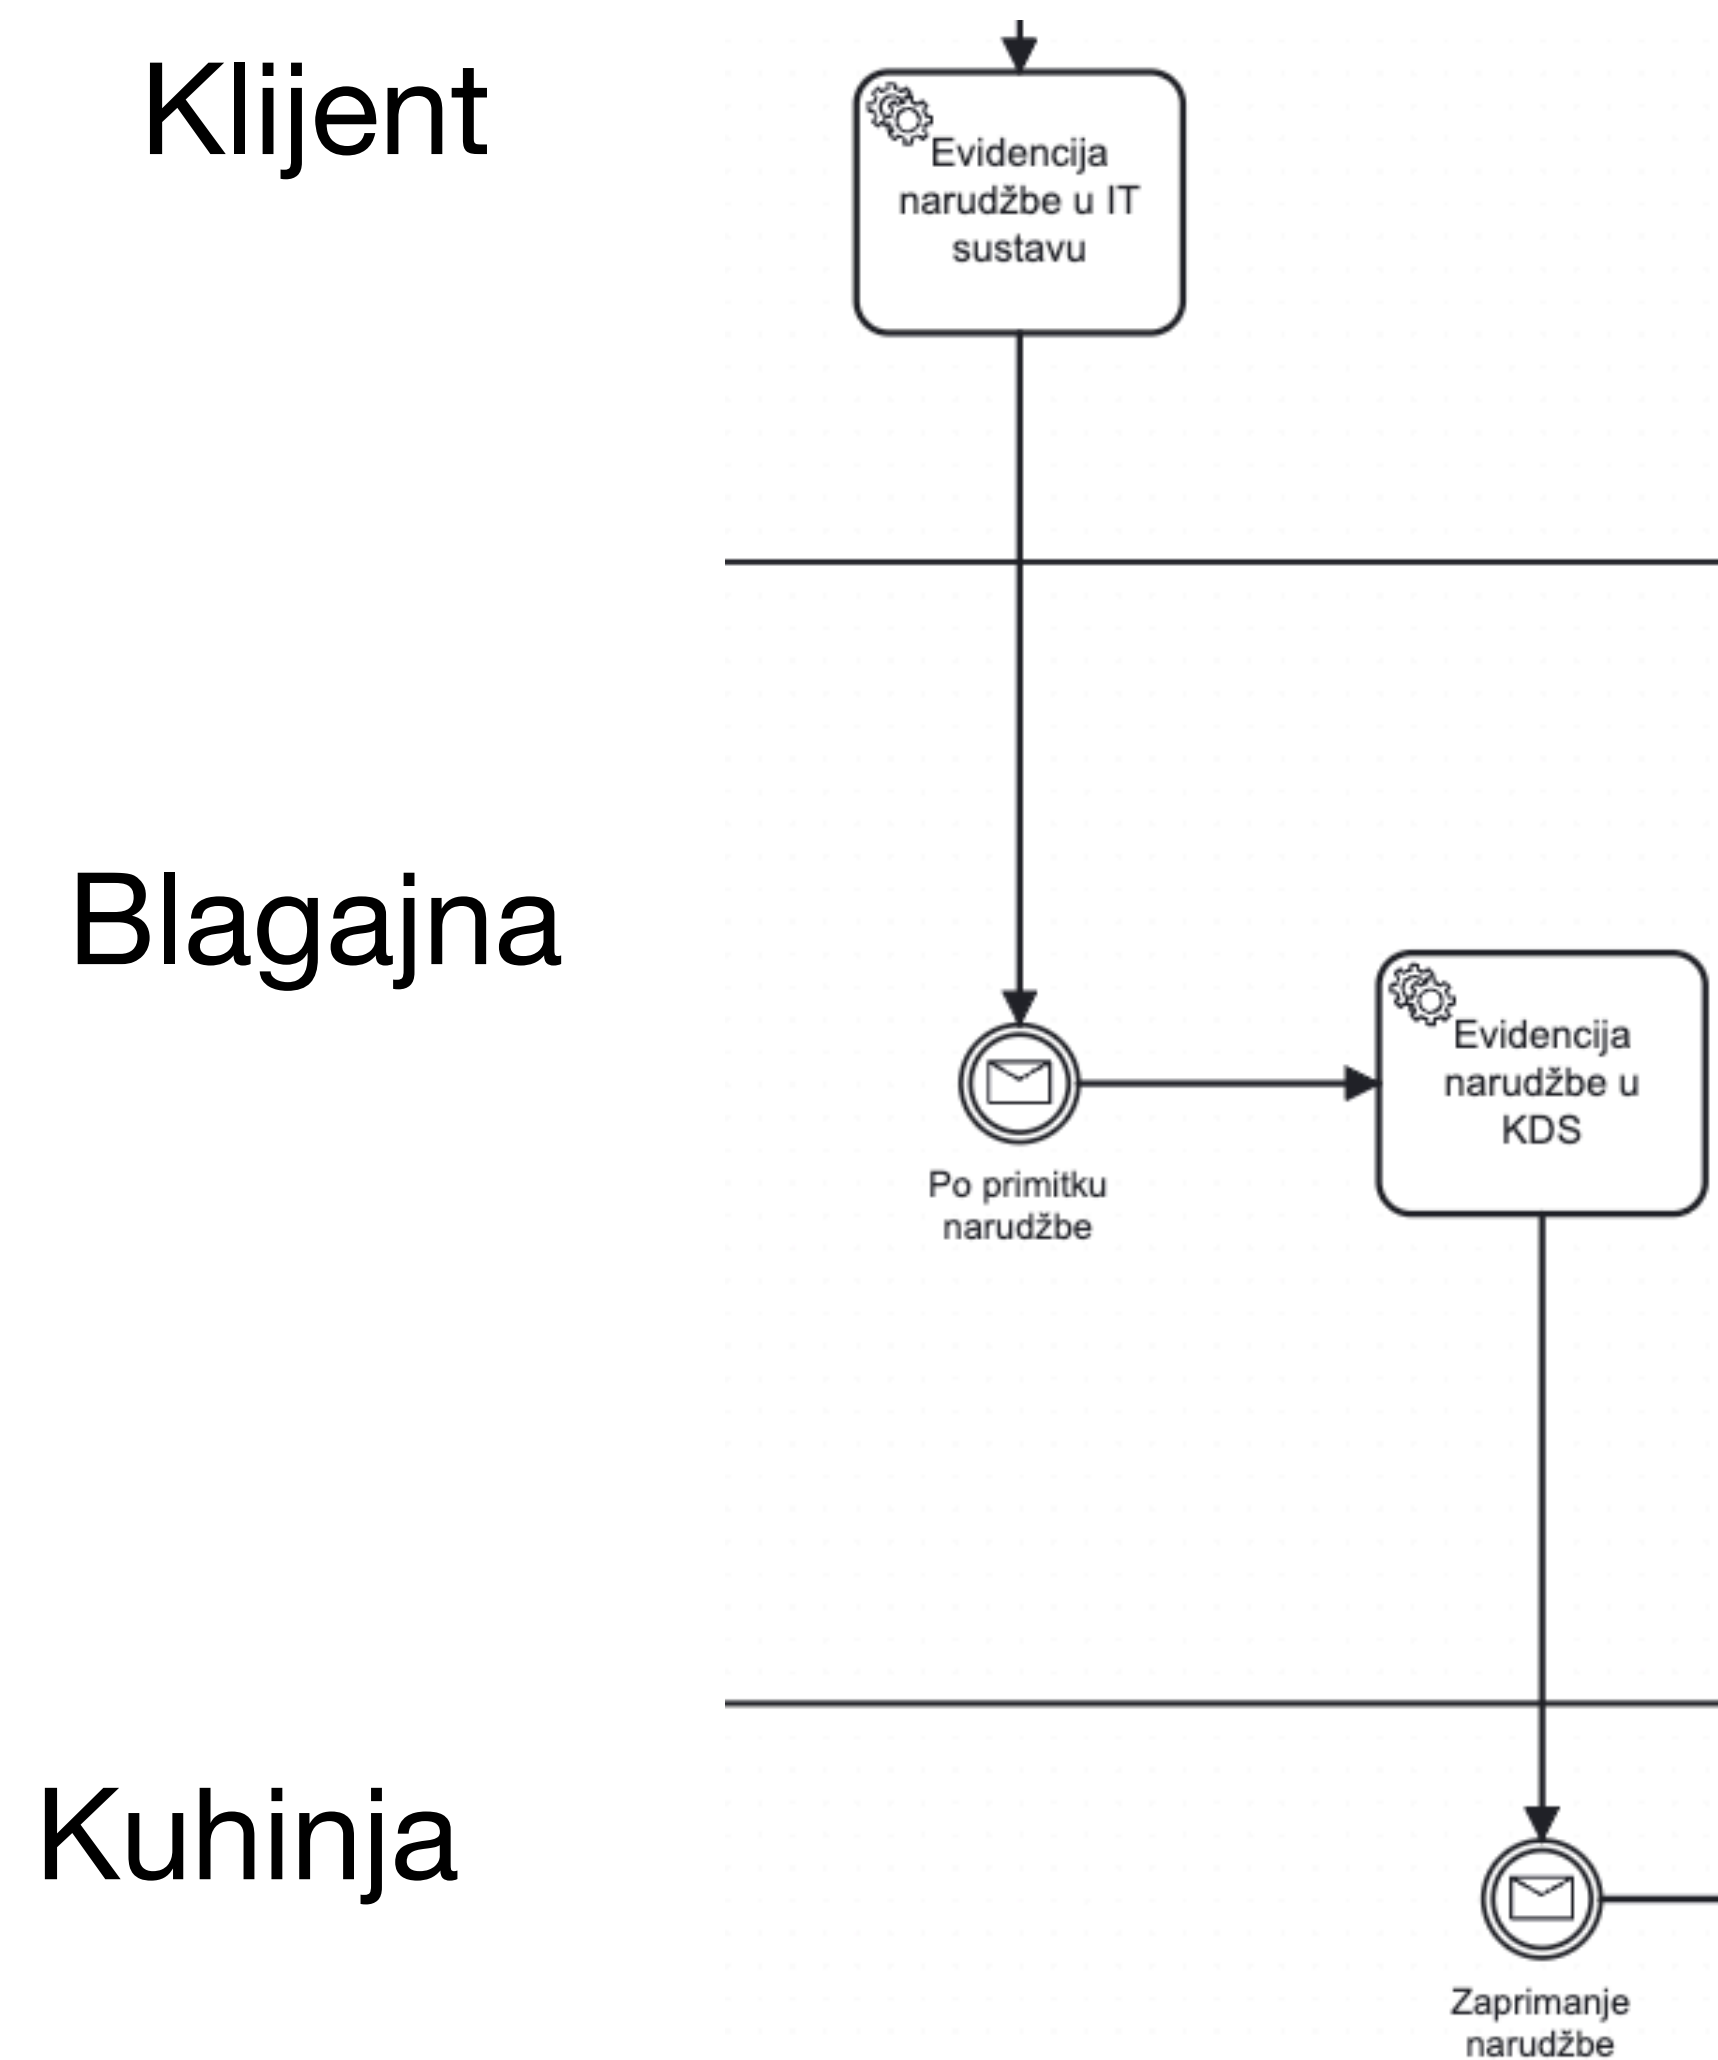 Klijent
Evidencija
narudžbe u IT
sustavu
Blagajna
Po primitku
narudžbe
Evidencija
narudžbe u
KDS
Kuhinja
Zaprimanje
narudžbe